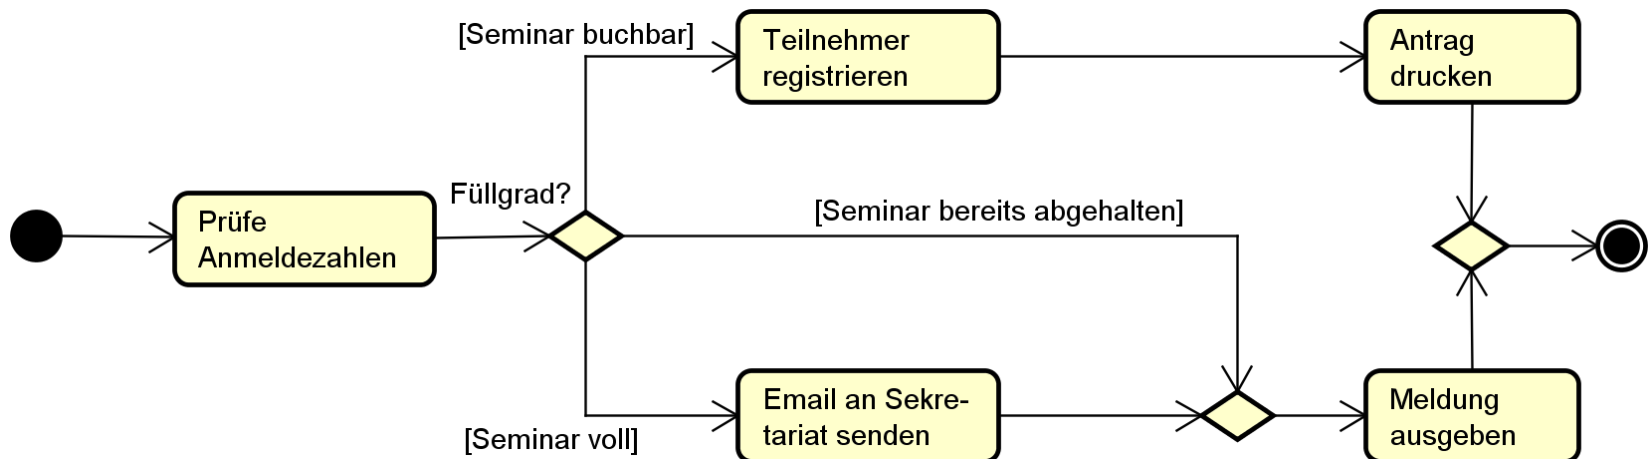 [Seminar buchbar]
Teilnehmer
registrieren
Antrag
drucken
Füllgrad?
Prüfe
Anmeldezahlen
[Seminar bereits abgehalten]
[Seminar voll]
Email an Sekre-
tariat senden
Meldung
ausgeben